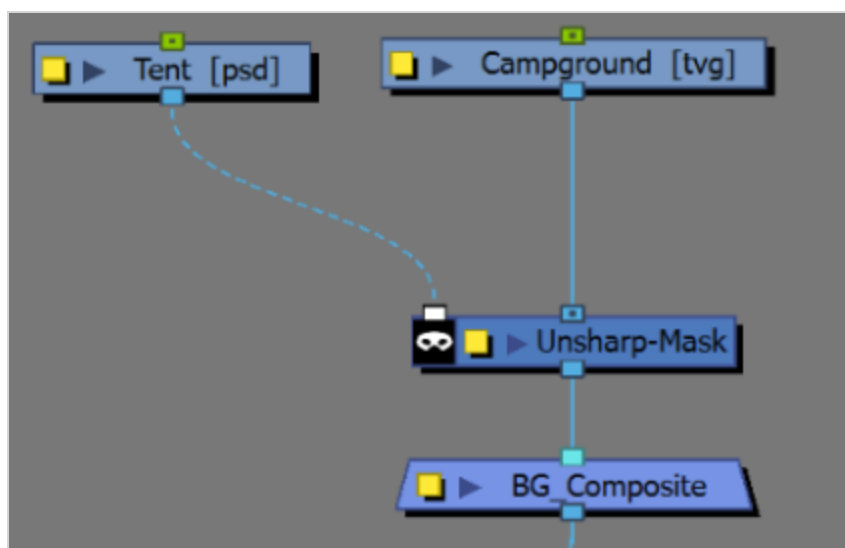 Tent [psd]
Campground [tvg]
Unsharp-Mask
BG_Composite